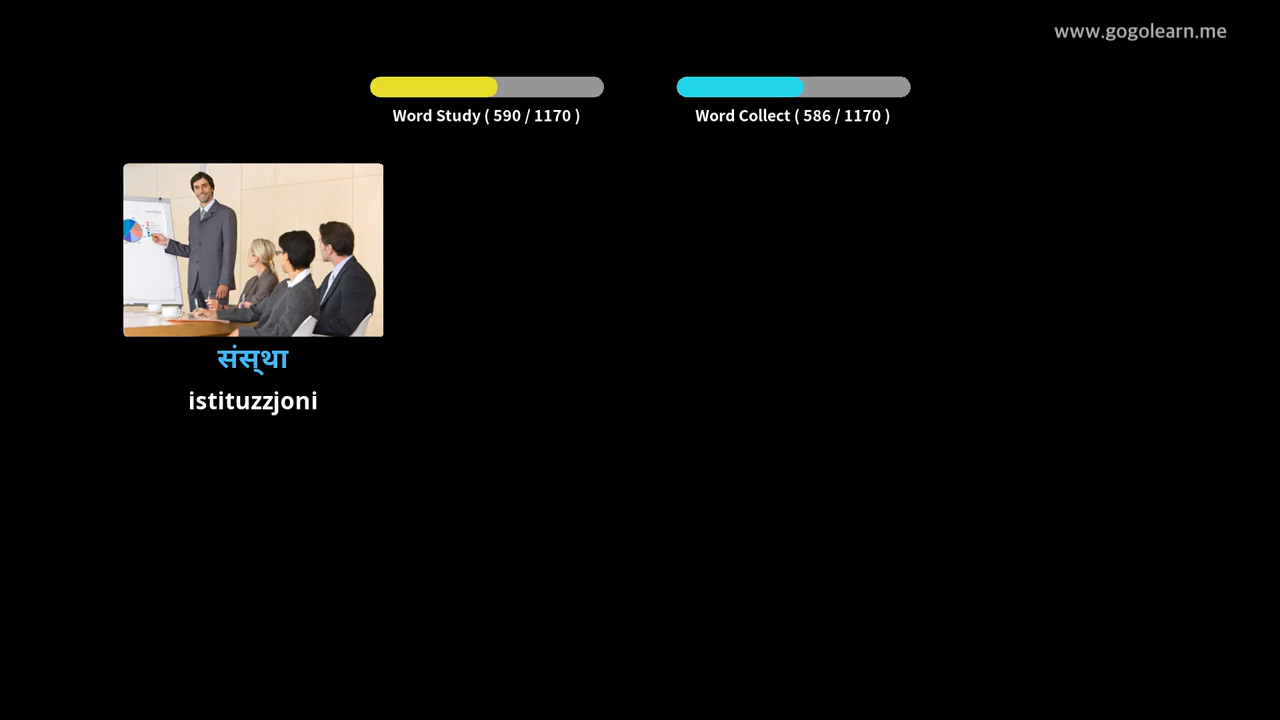 www.gogolearn.me
Word Study ( 590 / 1170 )
Word Collect ( 586 / 1170 )
संस्था
istituzzjoni